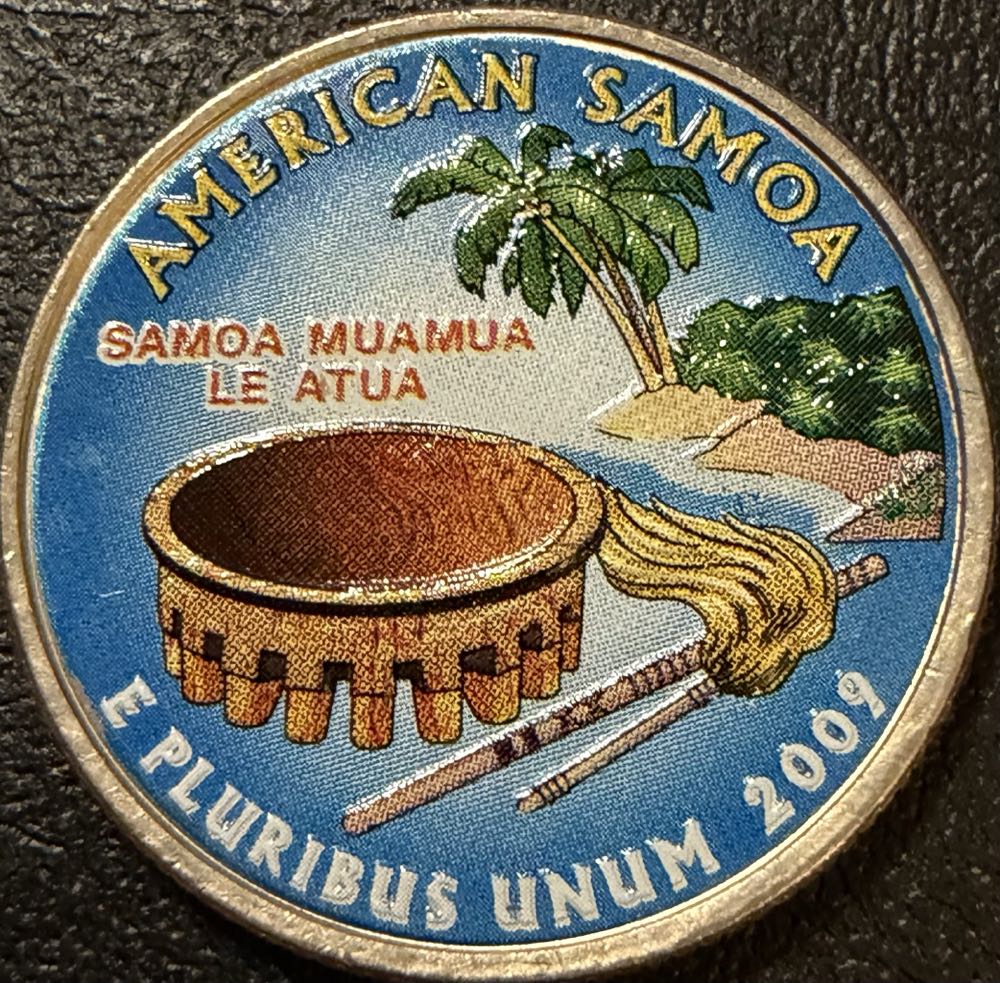 AMERICAN SAMOA
SAMOA MUAMUA
LE ATUA
E PLURIBUS UNUM 2009